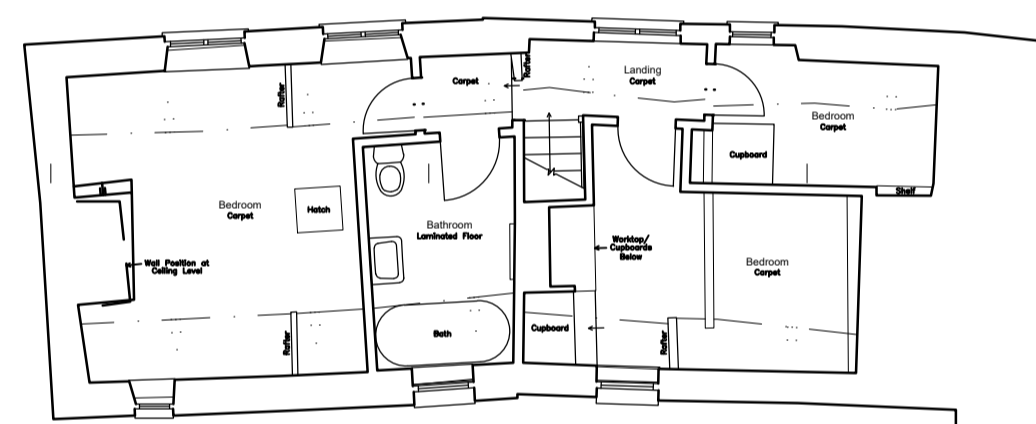 Rafter
Carpet
Rafter
Landing
Carpet
Bedroom
Carpet
Cupboard
Shelf
Bedroom
Carpet
Hatch
Bathroom
Laminated Floor
Worktop/
Cupboards
Below
Bedroom
Carpet
Wall Position at
Ceiling Level
Rafter
Bath
Cupboard
Rafter